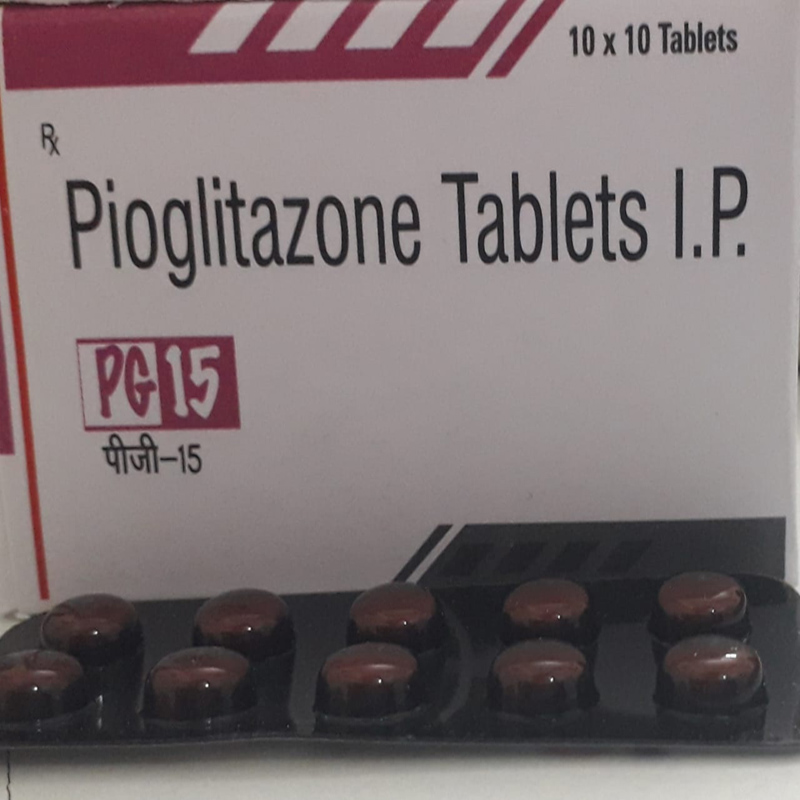 10 x 10 Tablets
Rx
Pioglitazone Tablets I.P.
PG 15
पीजी-15